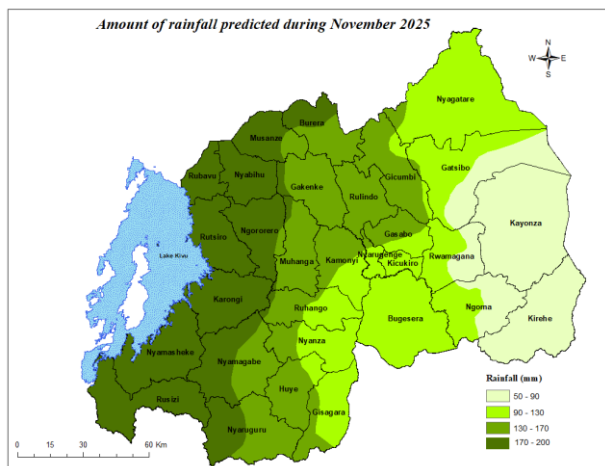 Amount of rainfall predicted during November 2025
N
W E
S
Nyagatare
Burera
Musanze
Gatsibo
Gicumbi
Rubavu
Nyabihu
Gakenke
Rulindo
Kayonza
Ngororero
Rutsiro
Gasabo
Lake Kivu
Muhanga
Kamonyi
Nyarugenge
Rwamagana
Kicukiro
Karongi
Ruhango
Ngoma
Bugesera
Kirehe
Nyanza
Nyamasheke
Nyamagabe
Huye
Rusizi
Gisagara
Nyaruguru
Rainfall (mm)
50 - 90
90 - 130
130 - 170
170 - 200
0 15 30 60 Km